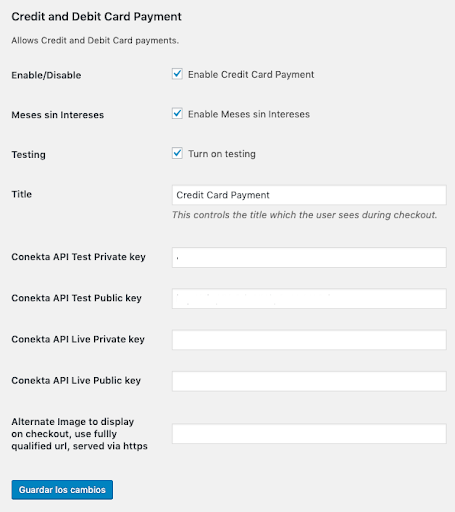 Credit and Debit Card Payment
Allows Credit and Debit Card payments.
Enable/Disable
Enable Credit Card Payment
Meses sin Intereses
Enable Meses sin Intereses
Testing
Turn on testing
Title
Credit Card Payment
This controls the title which the user sees during checkout.
Conekta API Test Private key
Conekta API Test Public key
Conekta API Live Private key
Conekta API Live Public key
Alternate Image to display
on checkout, use fullly
qualified url, served via https
Guardar los cambios